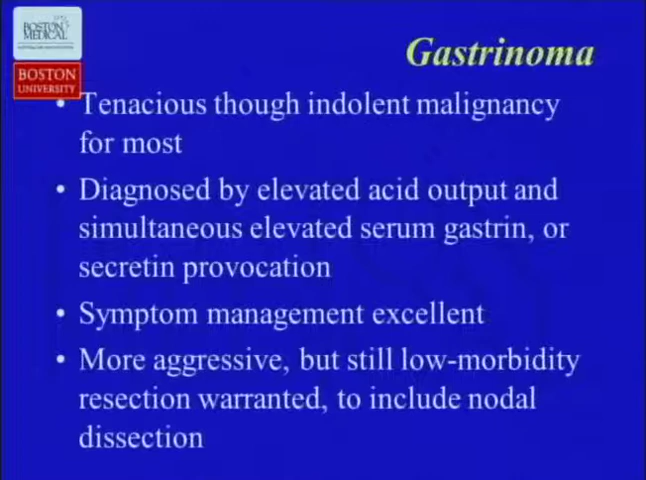 BOSTON
MEDICAL
BOSTON
UNIVERSITY
Gastrinoma
• Tenacious though indolent malignancy
for most
• Diagnosed by elevated acid output and
simultaneous elevated serum gastrin, or
secretin provocation
• Symptom management excellent
• More aggressive, but still low-morbidity
resection warranted, to include nodal
dissection